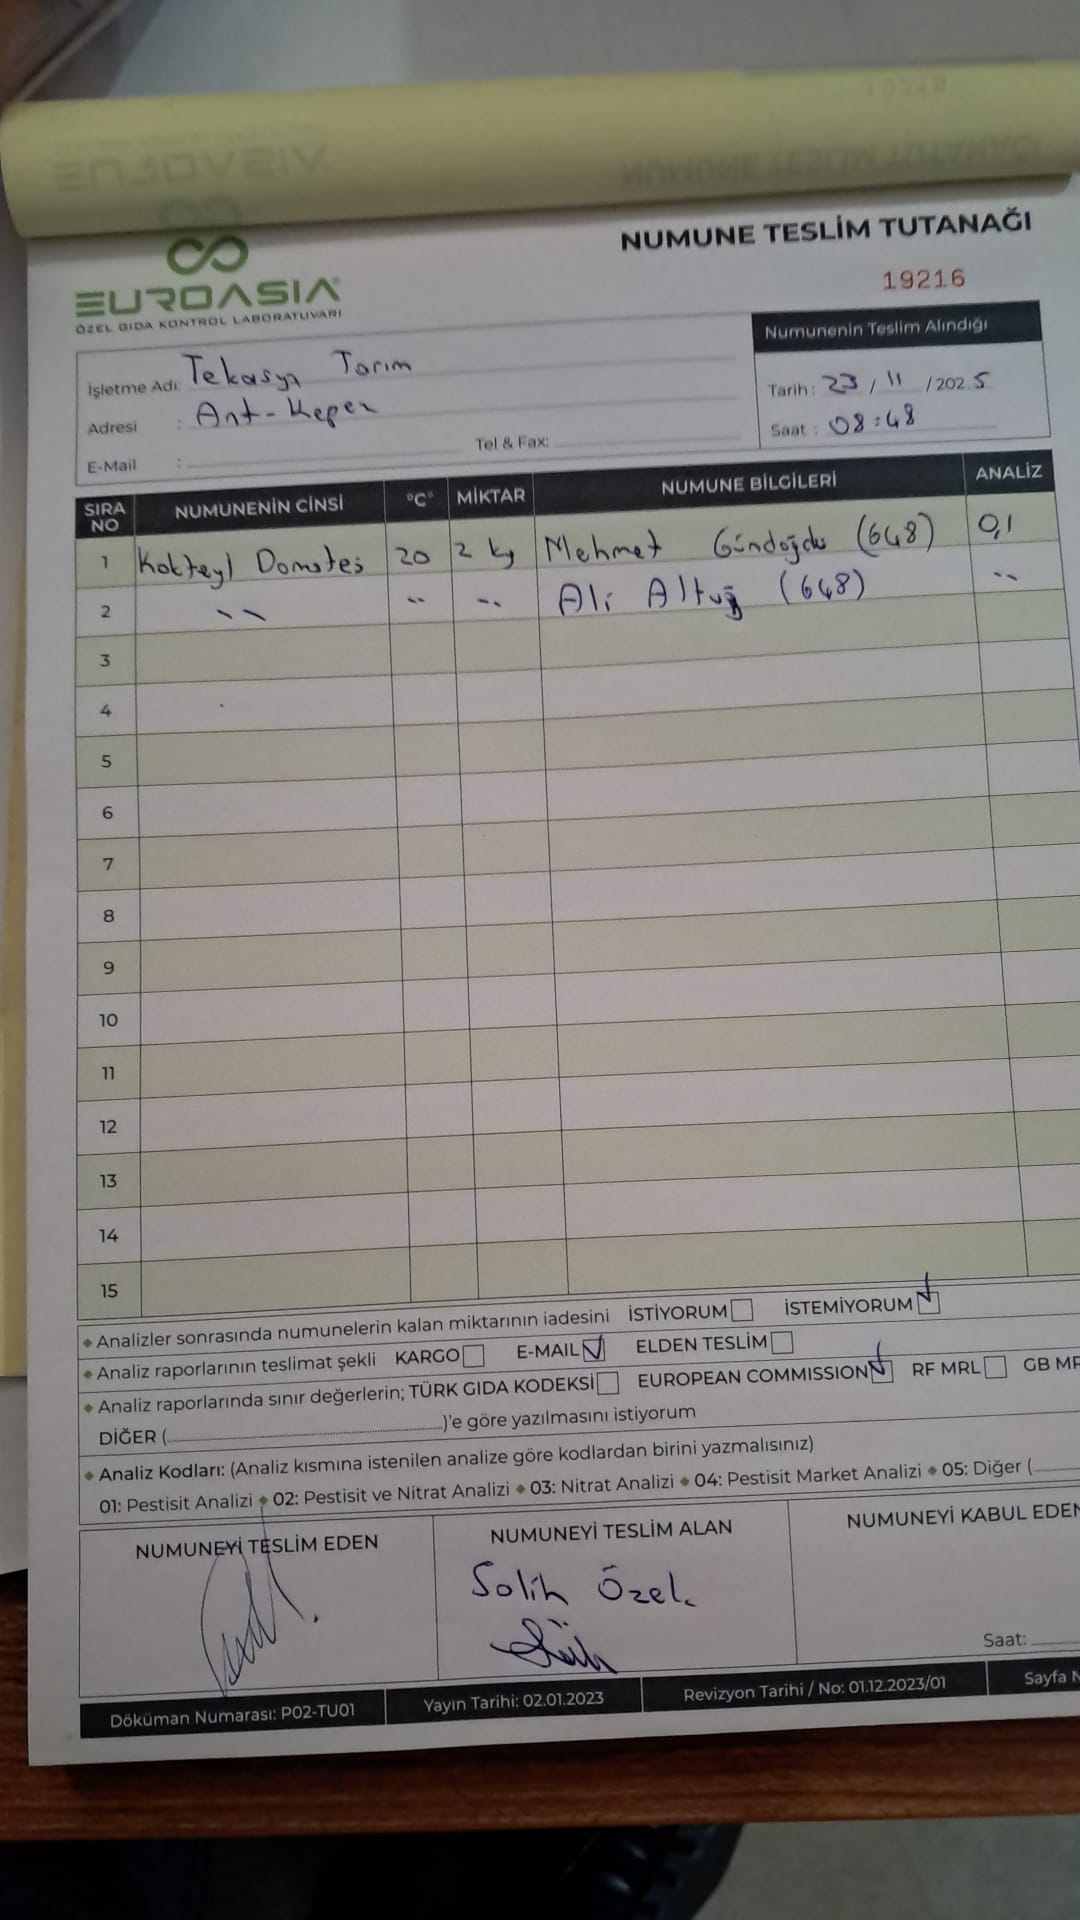 NUMUNE TESLİM TUTANAĞI
19216
EUROASIA
ÖZEL GIDA KONTROL LABORATUVARI
Numunenin Teslim Alındığı
İşletme Adı: Tekasya Tarım
Tarih: 23 / 11 / 2025
Adresi : Ant-Kepez
Saat : 08:48
E-Mail : Tel & Fax:
SIRA NO NUMUNENİN CİNSİ °C° MİKTAR NUMUNE BİLGİLERİ ANALİZ
1 Kokteyl Domates 20 2 kg Mehmet Gündoğdu (648) 0,1
2 " " " Ali Altuğ (648) "
3
4
5
6
7
8
9
10
11
12
13
14
15
◆ Analizler sonrasında numunelerin kalan miktarının iadesini İSTİYORUM İSTEMİYORUM
◆ Analiz raporlarının teslimat şekli KARGO E-MAIL ELDEN TESLİM
◆ Analiz raporlarında sınır değerlerin; TÜRK GIDA KODEKSİ EUROPEAN COMMISSION RF MRL GB
DİĞER (........)'e göre yazılmasını istiyorum
◆ Analiz Kodları: (Analiz kısmına istenilen analize göre kodlardan birini yazmalısınız)
01: Pestisit Analizi ◆ 02: Pestisit ve Nitrat Analizi ◆ 03: Nitrat Analizi ◆ 04: Pestisit Market Analizi ◆ 05: Diğer (........
NUMUNEYİ TESLİM EDEN NUMUNEYİ TESLİM ALAN NUMUNEYİ KABUL EDEN
Salih Özel.
Saat:
Döküman Numarası: P02-TU01 Yayın Tarihi: 02.01.2023 Revizyon Tarihi / No: 01.12.2023/01 Sayfa